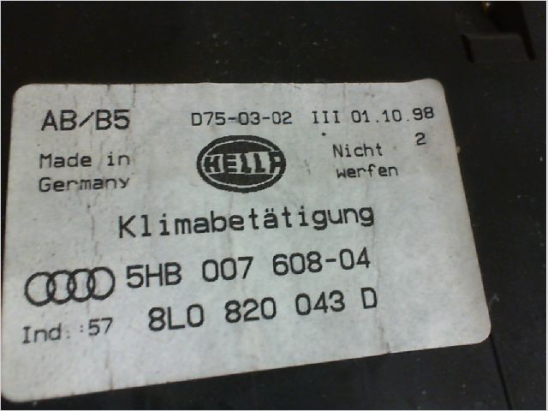 AB/B5 D75-03-02 III 01.10.98
Made in Germany
HELLA
Nicht 2
werfen
Klimabetätigung
5HB 007 608-04
Ind.:57 8L0 820 043 D